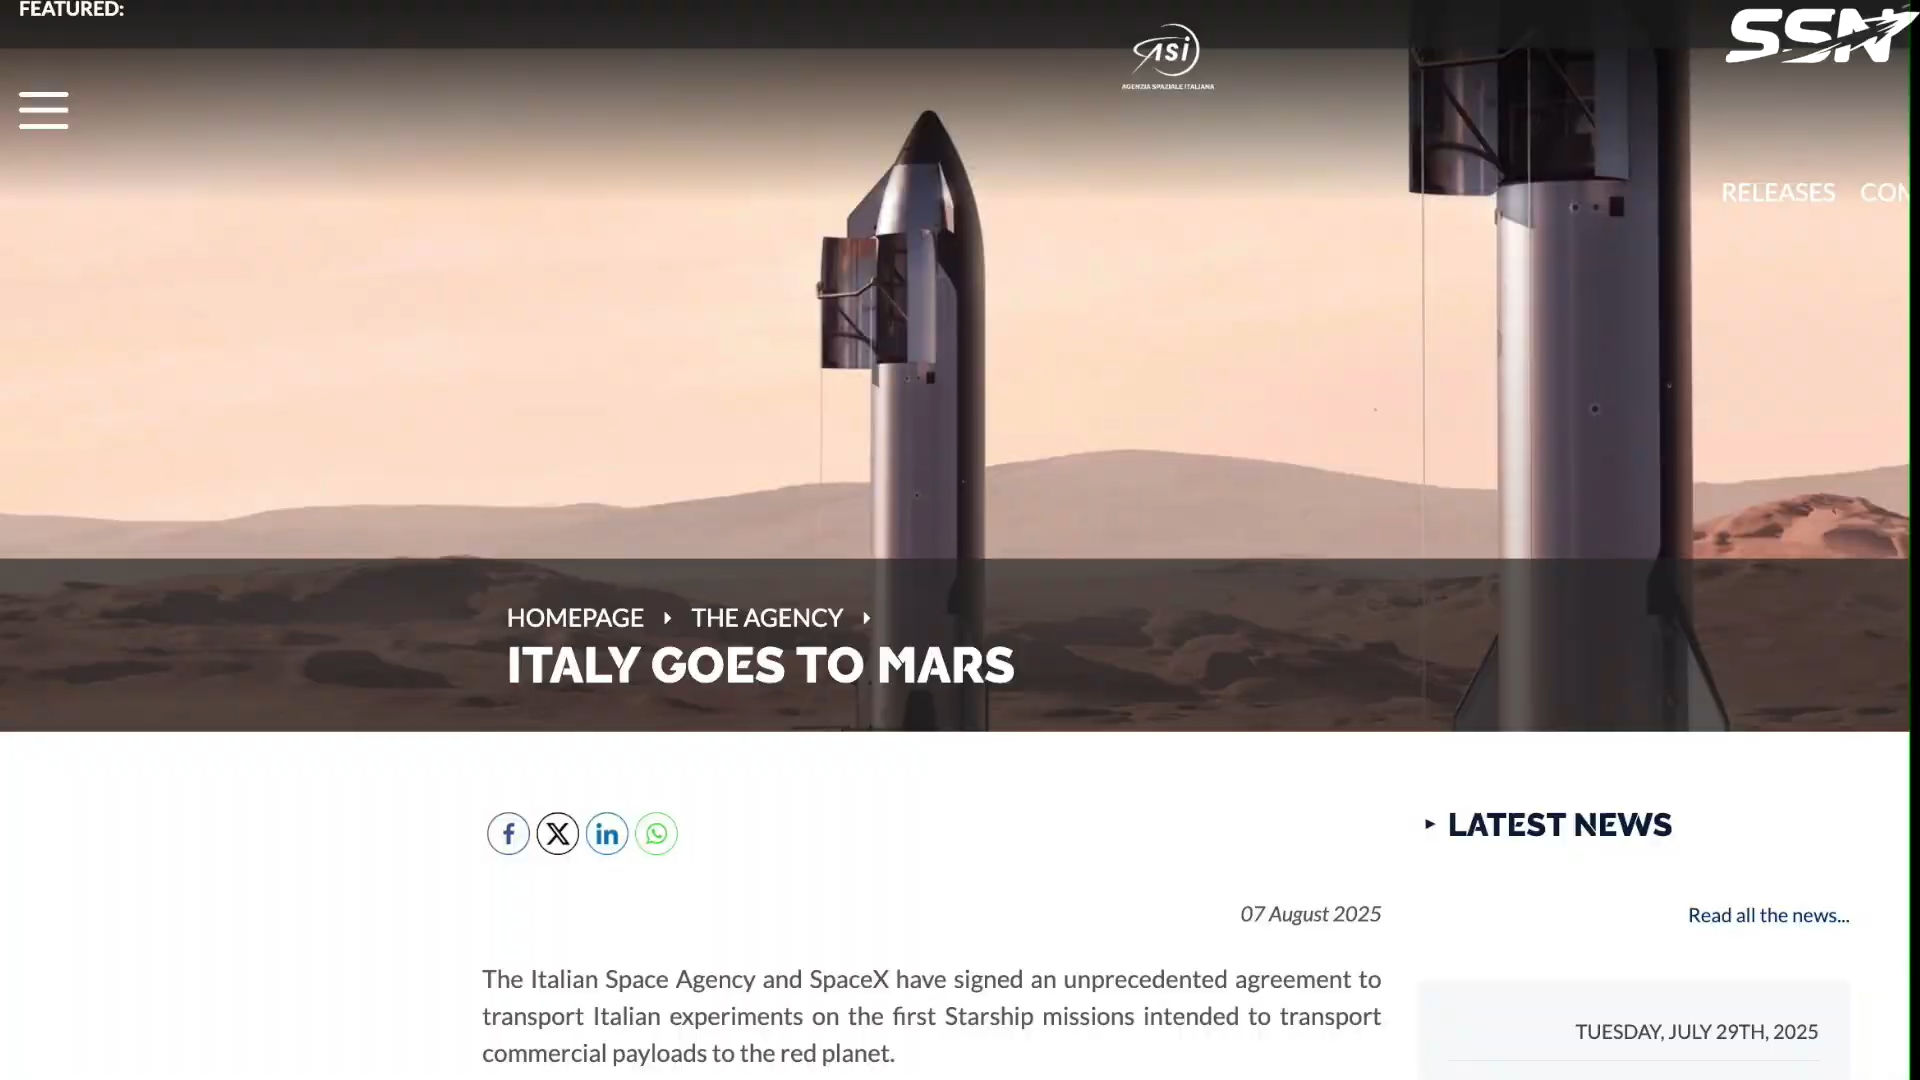 FEATURED:
SSN
asi
AGENZIA SPAZIALE ITALIANA
RELEASES CON
HOMEPAGE THE AGENCY
ITALY GOES TO MARS
LATEST NEWS
07 August 2025
Read all the news...
The Italian Space Agency and SpaceX have signed an unprecedented agreement to
transport Italian experiments on the first Starship missions intended to transport
commercial payloads to the red planet.
TUESDAY, JULY 29TH, 2025